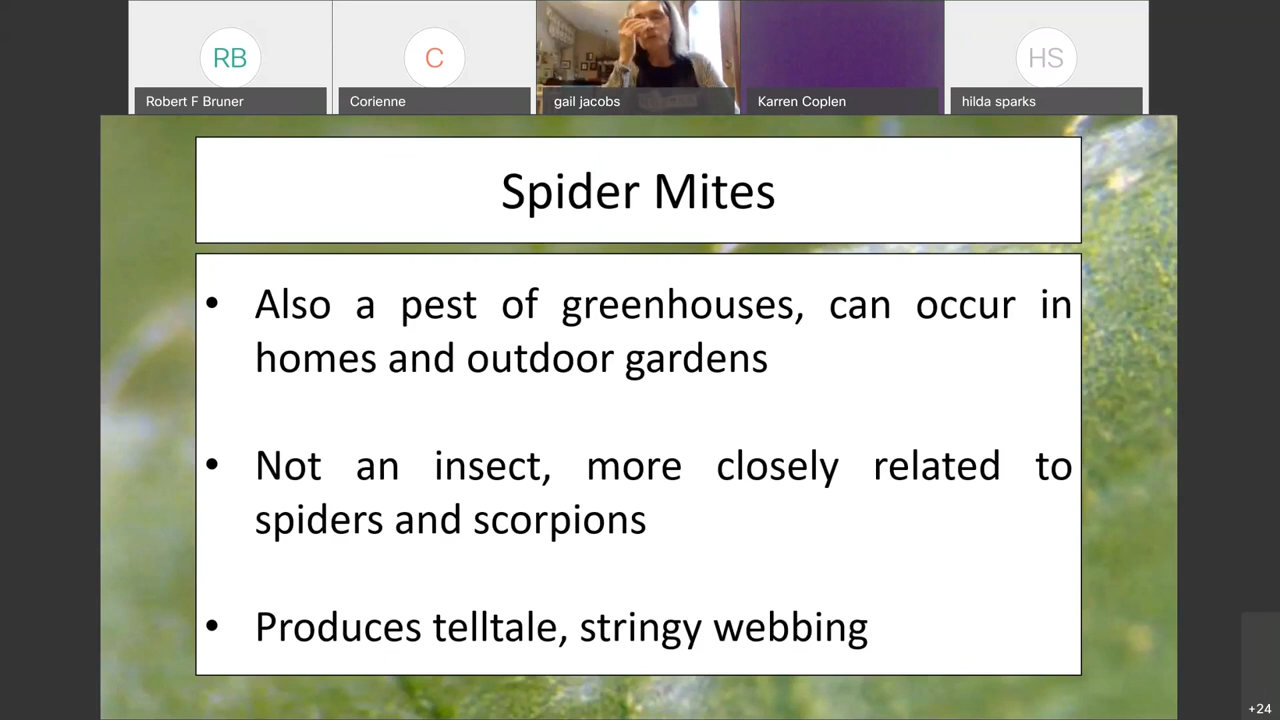 RB
C
HS
Robert F Bruner
Corienne
gail jacobs
Karren Coplen
hilda sparks
Spider Mites
• Also a pest of greenhouses, can occur in
homes and outdoor gardens
• Not an insect, more closely related to
spiders and scorpions
• Produces telltale, stringy webbing
+24